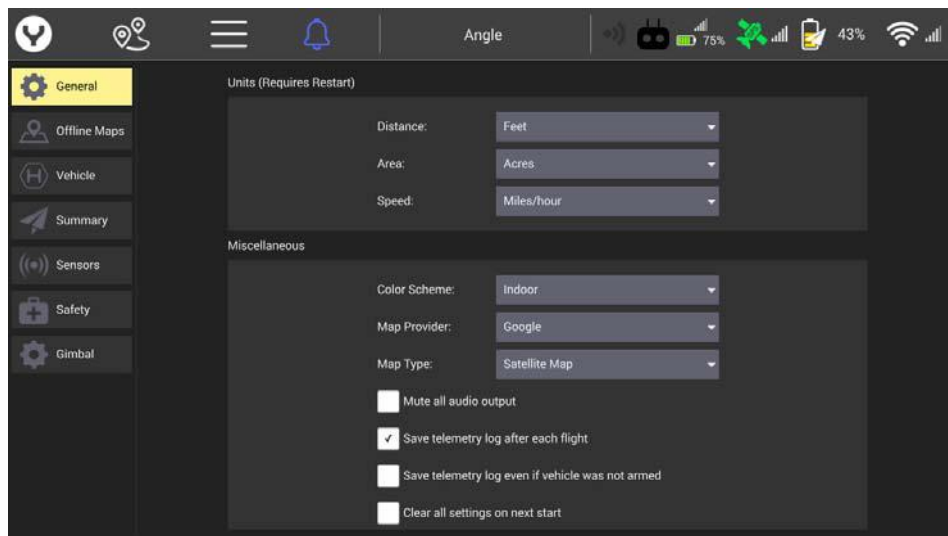 Angle
75%
43%
General
Offline Maps
Vehicle
Summary
Sensors
Safety
Gimbal
Units (Requires Restart)
Distance: Feet
Area: Acres
Speed: Miles/hour
Miscellaneous
Color Scheme: Indoor
Map Provider: Google
Map Type: Satellite Map
Mute all audio output
Save telemetry log after each flight
Save telemetry log even if vehicle was not armed
Clear all settings on next start